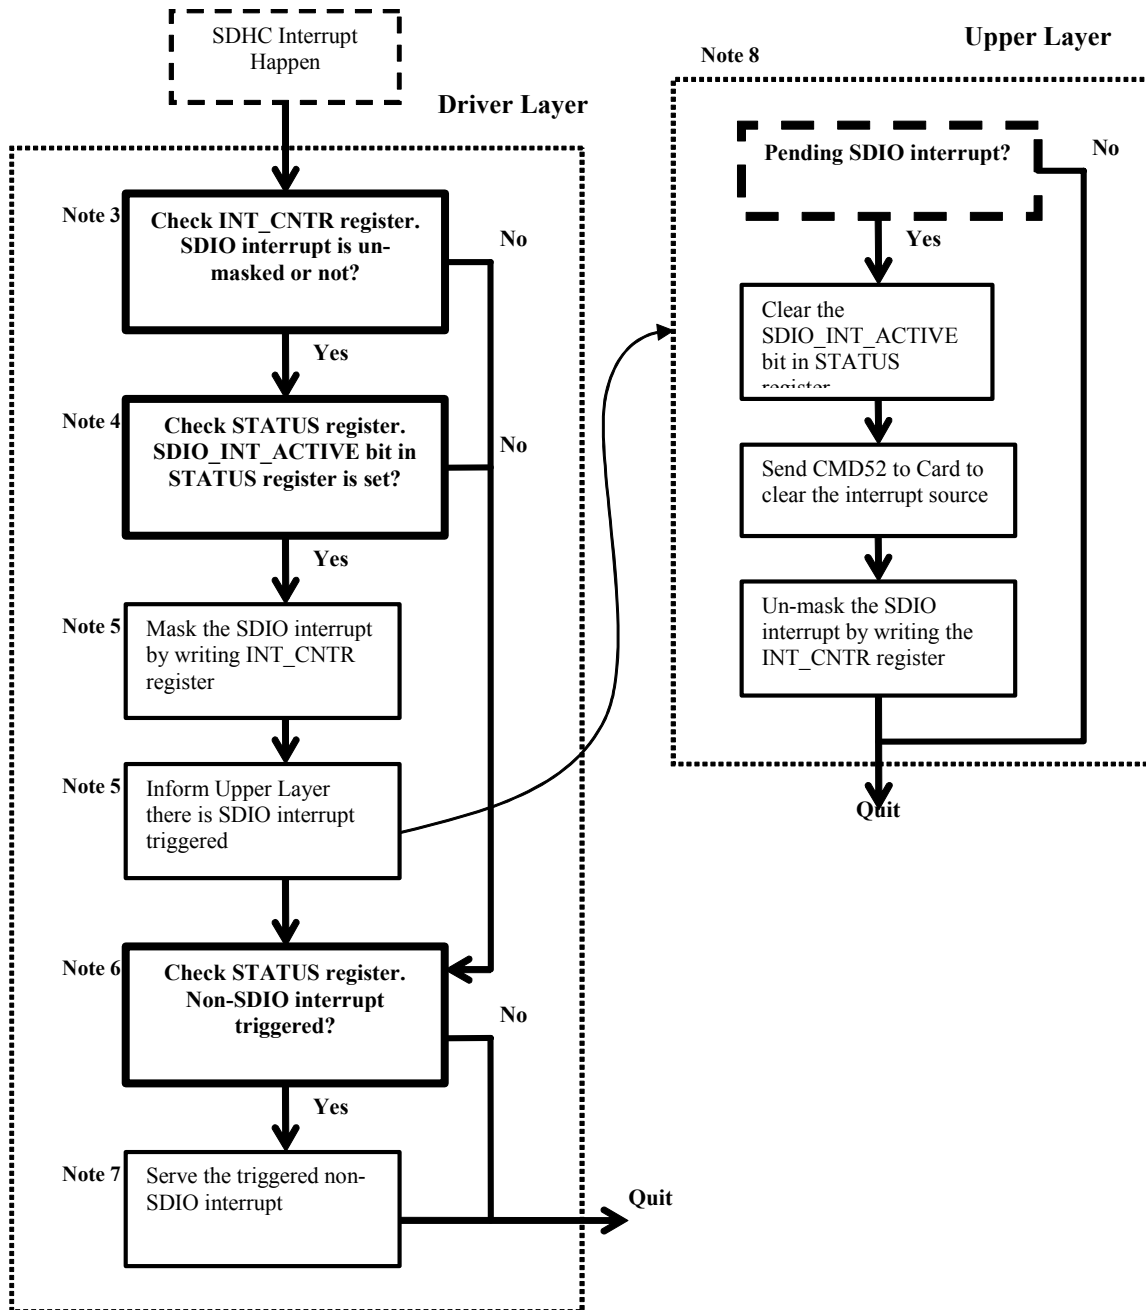 SDHC Interrupt
Happen
Driver Layer
Note 3
Check INT_CNTR register.
SDIO interrupt is un-
masked or not?
No
Yes
Note 4
Check STATUS register.
SDIO_INT_ACTIVE bit in
STATUS register is set?
No
Yes
Note 5
Mask the SDIO interrupt
by writing INT_CNTR
register
Note 5
Inform Upper Layer
there is SDIO interrupt
triggered
Note 6
Check STATUS register.
Non-SDIO interrupt
triggered?
No
Yes
Note 7
Serve the triggered non-
SDIO interrupt
Quit
Upper Layer
Note 8
Pending SDIO interrupt?
No
Yes
Clear the
SDIO_INT_ACTIVE
bit in STATUS
register
Send CMD52 to Card to
clear the interrupt source
Un-mask the SDIO
interrupt by writing the
INT_CNTR register
Quit